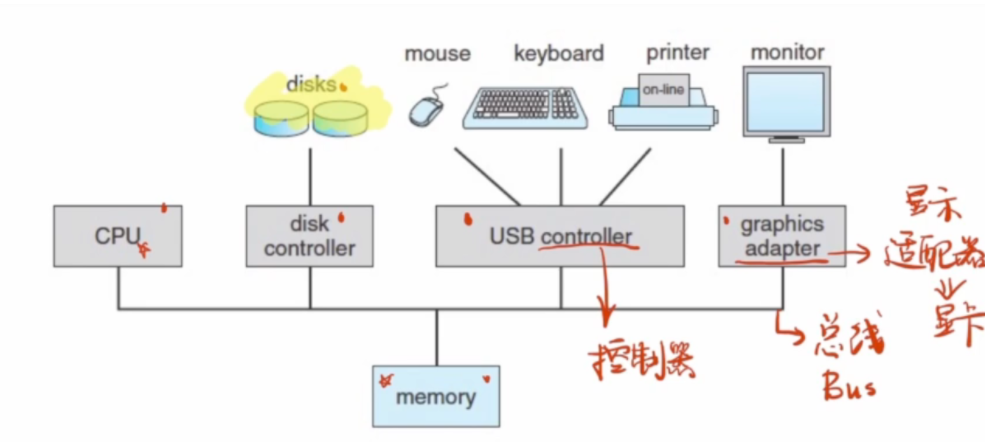 mouse
keyboard
printer
monitor
disks
on-line
CPU
disk
controller
USB controller
graphics
adapter
显示
适配器
显卡
控制器
总线
Bus
memory